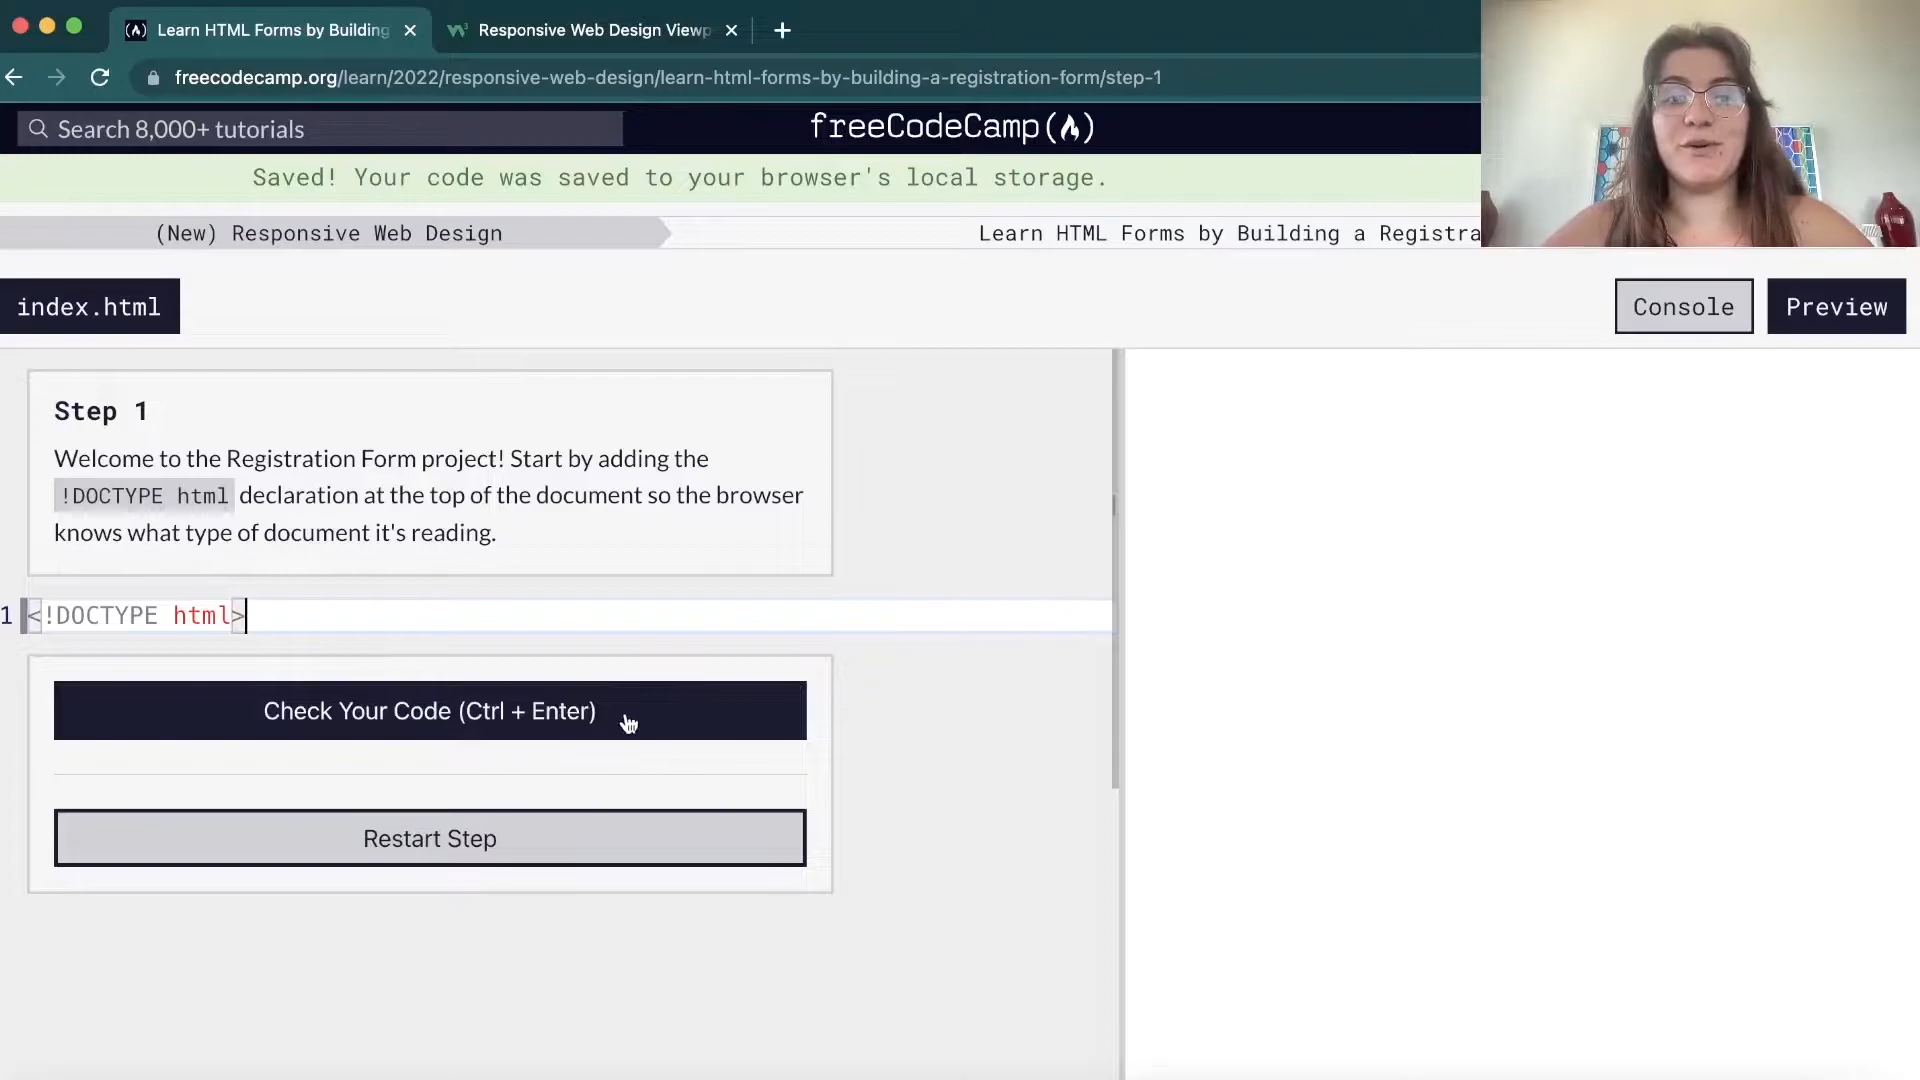 Learn HTML Forms by Building
Responsive Web Design Viewp
freecodecamp.org/learn/2022/responsive-web-design/learn-html-forms-by-building-a-registration-form/step-1
Search 8,000+ tutorials
freeCodeCamp
Saved! Your code was saved to your browser's local storage.
(New) Responsive Web Design
Learn HTML Forms by Building a Registra
index.html
Console
Preview
Step 1
Welcome to the Registration Form project! Start by adding the
!DOCTYPE html declaration at the top of the document so the browser
knows what type of document it's reading.
1 <!DOCTYPE html>
Check Your Code (Ctrl + Enter)
Restart Step